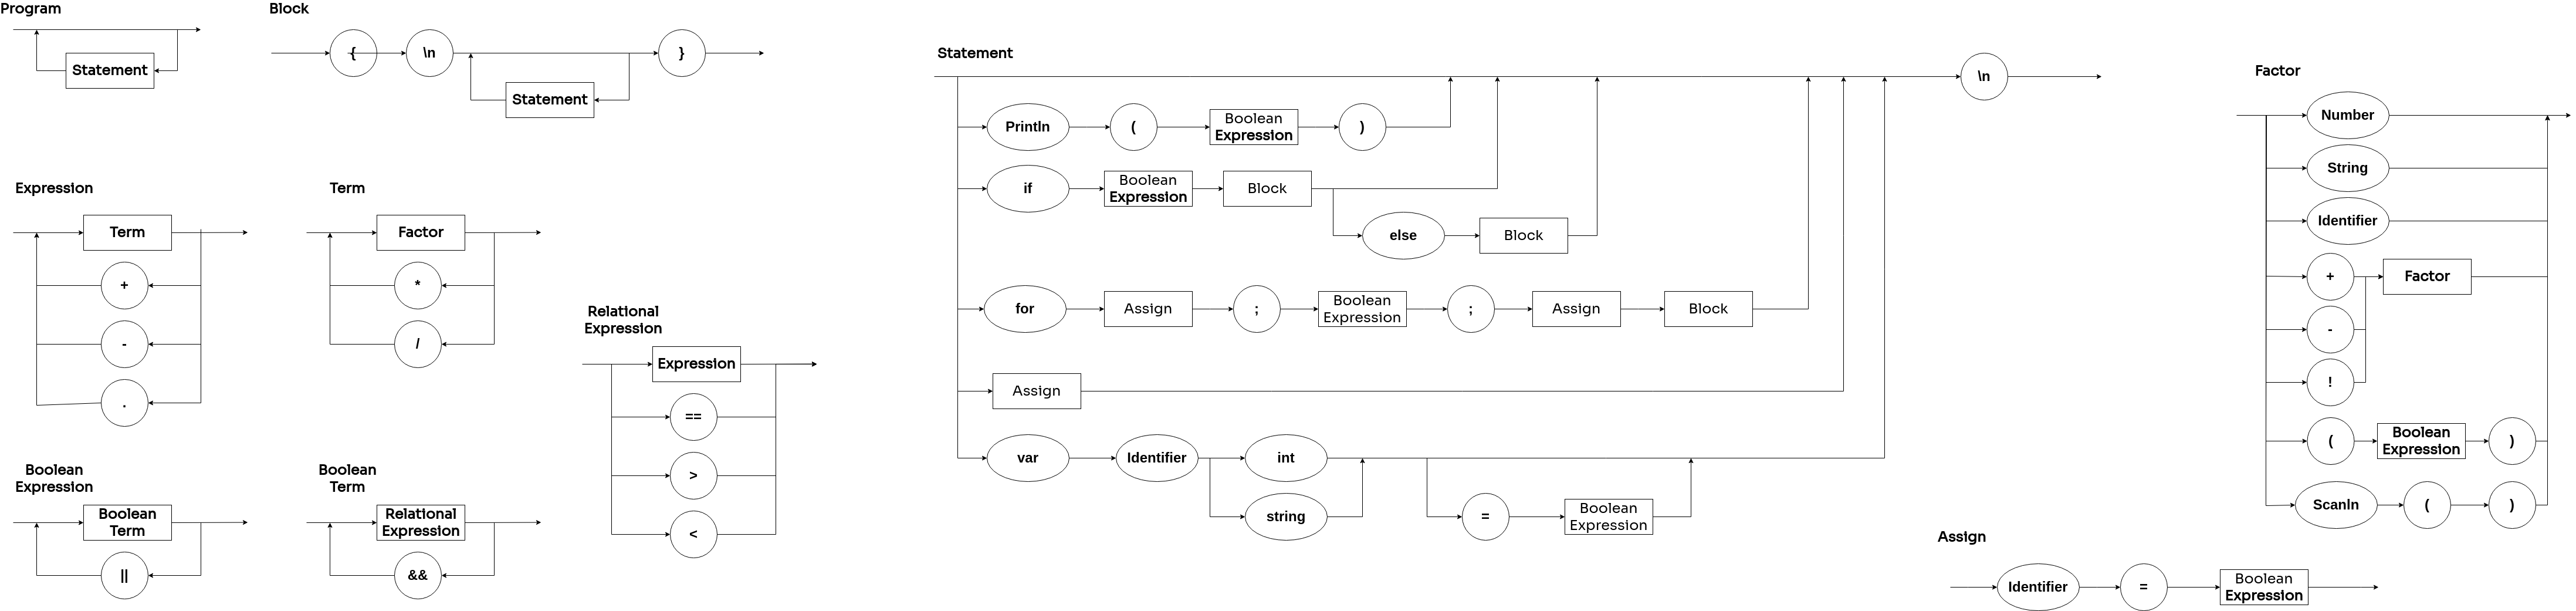 Program
Statement
Block
{
\n
}
Statement
Expression
Term
+
-
.
Term
Factor
*
/
Relational
Expression
Expression
==
>
<
Boolean
Expression
Boolean
Term
||
Boolean
Term
Relational
Expression
&&
Statement
\n
Println
(
Boolean
Expression
)
if
Boolean
Expression
Block
else
Block
for
Assign
;
Boolean
Expression
;
Assign
Block
Assign
var
Identifier
int
string
=
Boolean
Expression
Factor
Number
String
Identifier
+
Factor
-
!
(
Boolean
Expression
)
Scanln
(
)
Assign
Identifier
=
Boolean
Expression